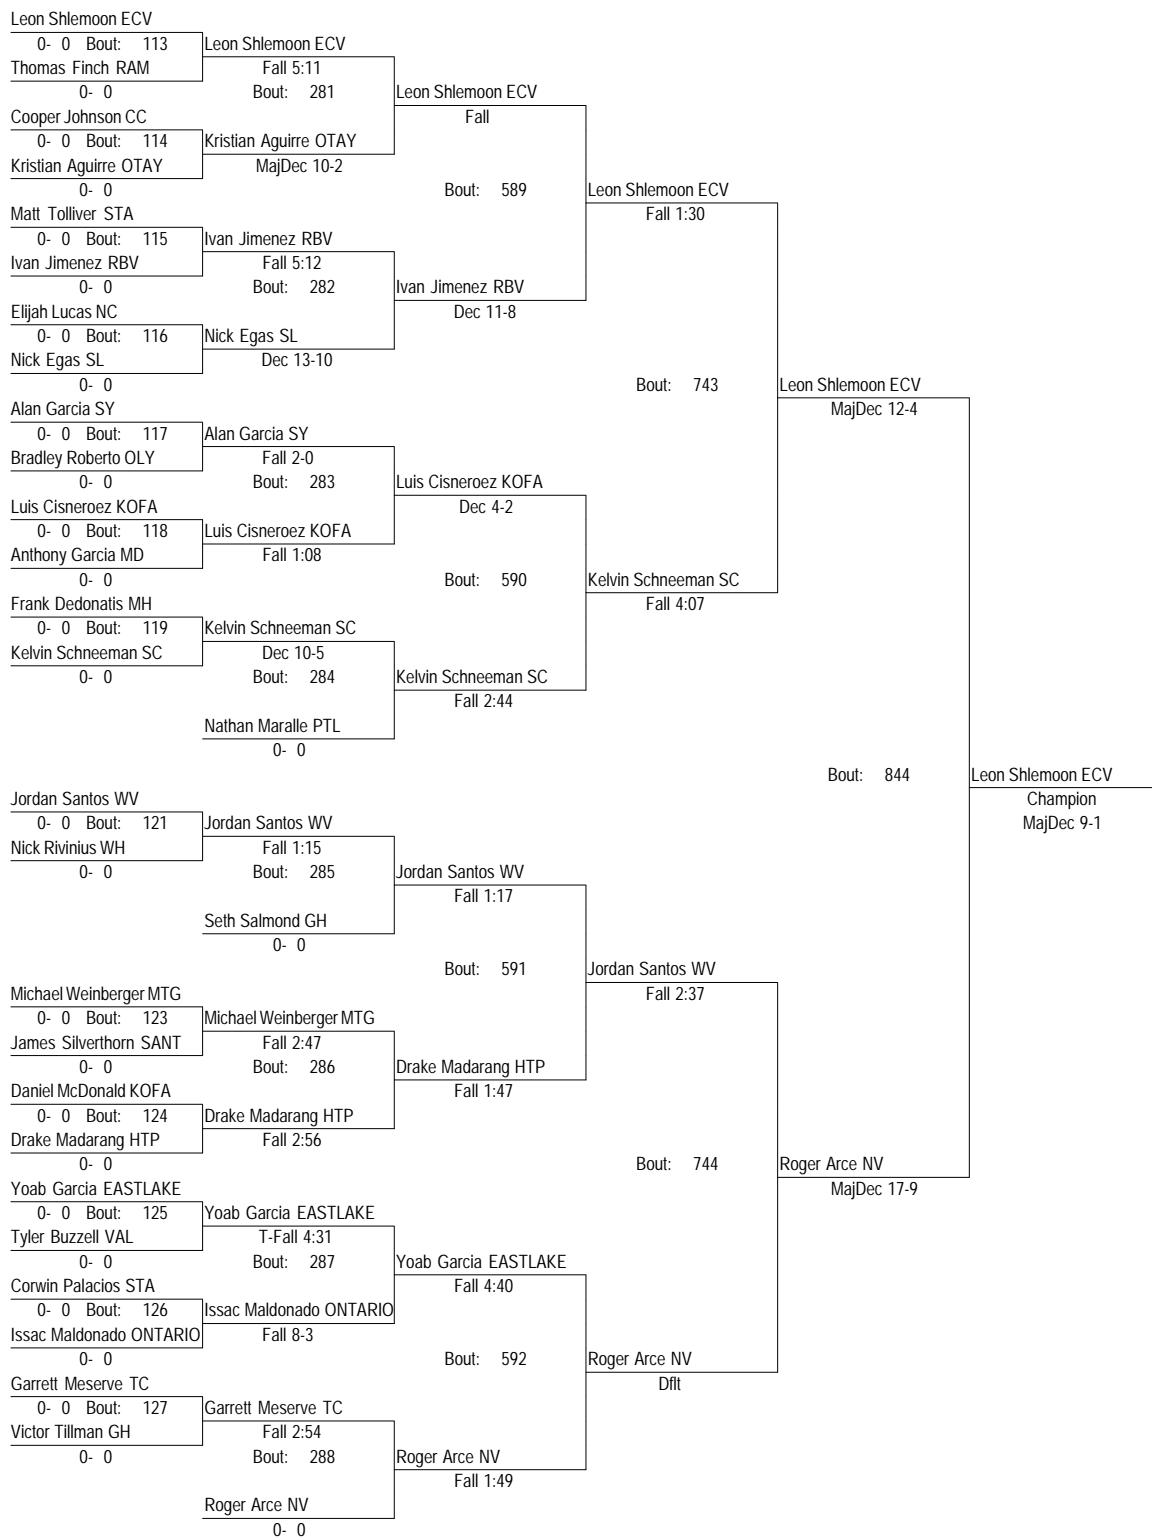 Leon Shlemoon ECV
0- 0 Bout: 113 Leon Shlemoon ECV
Thomas Finch RAM Fall 5:11
0- 0 Bout: 281 Leon Shlemoon ECV
Cooper Johnson CC Fall
0- 0 Bout: 114 Kristian Aguirre OTAY
Kristian Aguirre OTAY MajDec 10-2
0- 0 Bout: 589 Leon Shlemoon ECV
Matt Tolliver STA Fall 1:30
0- 0 Bout: 115 Ivan Jimenez RBV
Ivan Jimenez RBV Fall 5:12
0- 0 Bout: 282 Ivan Jimenez RBV
Elijah Lucas NC Dec 11-8
0- 0 Bout: 116 Nick Egas SL
Nick Egas SL Dec 13-10
0- 0 Bout: 743 Leon Shlemoon ECV
Alan Garcia SY MajDec 12-4
0- 0 Bout: 117 Alan Garcia SY
Bradley Roberto OLY Fall 2-0
0- 0 Bout: 283 Luis Cisneroez KOFA
Luis Cisneroez KOFA Dec 4-2
0- 0 Bout: 118 Luis Cisneroez KOFA
Anthony Garcia MD Fall 1:08
0- 0 Bout: 590 Kelvin Schneeman SC
Frank Dedonatis MH Fall 4:07
0- 0 Bout: 119 Kelvin Schneeman SC
Kelvin Schneeman SC Dec 10-5
0- 0 Bout: 284 Kelvin Schneeman SC
Fall 2:44
Nathan Maralle PTL
0- 0
Bout: 844 Leon Shlemoon ECV
Jordan Santos WV Champion
0- 0 Bout: 121 Jordan Santos WV MajDec 9-1
Nick Rivinius WH Fall 1:15
0- 0 Bout: 285 Jordan Santos WV
Fall 1:17
Seth Salmond GH
0- 0
Bout: 591 Jordan Santos WV
Michael Weinberger MTG Fall 2:37
0- 0 Bout: 123 Michael Weinberger MTG
James Silverthorn SANT Fall 2:47
0- 0 Bout: 286 Drake Madarang HTP
Daniel McDonald KOFA Fall 1:47
0- 0 Bout: 124 Drake Madarang HTP
Drake Madarang HTP Fall 2:56
0- 0 Bout: 744 Roger Arce NV
Yoab Garcia EASTLAKE MajDec 17-9
0- 0 Bout: 125 Yoab Garcia EASTLAKE
Tyler Buzzell VAL T-Fall 4:31
0- 0 Bout: 287 Yoab Garcia EASTLAKE
Corwin Palacios STA Fall 4:40
0- 0 Bout: 126 Issac Maldonado ONTARIO
Issac Maldonado ONTARIO Fall 8-3
0- 0 Bout: 592 Roger Arce NV
Garrett Meserve TC Dflt
0- 0 Bout: 127 Garrett Meserve TC
Victor Tillman GH Fall 2:54
0- 0 Bout: 288 Roger Arce NV
Fall 1:49
Roger Arce NV
0- 0